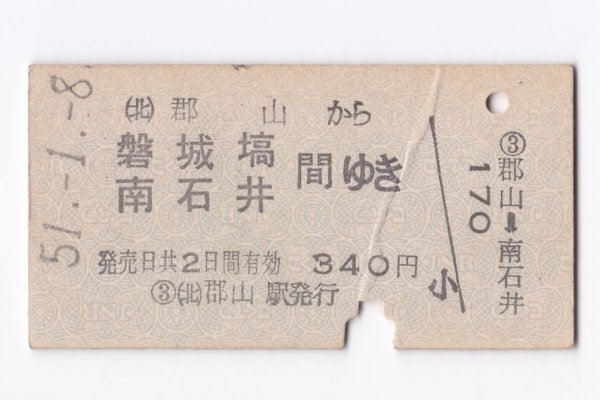 51.-1.-8
㋑郡 山 から
磐城塙
南石井
間ゆき
発売日共2日間有効 340円
③㋑郡山駅発行
小
③
郡山➡南石井
170